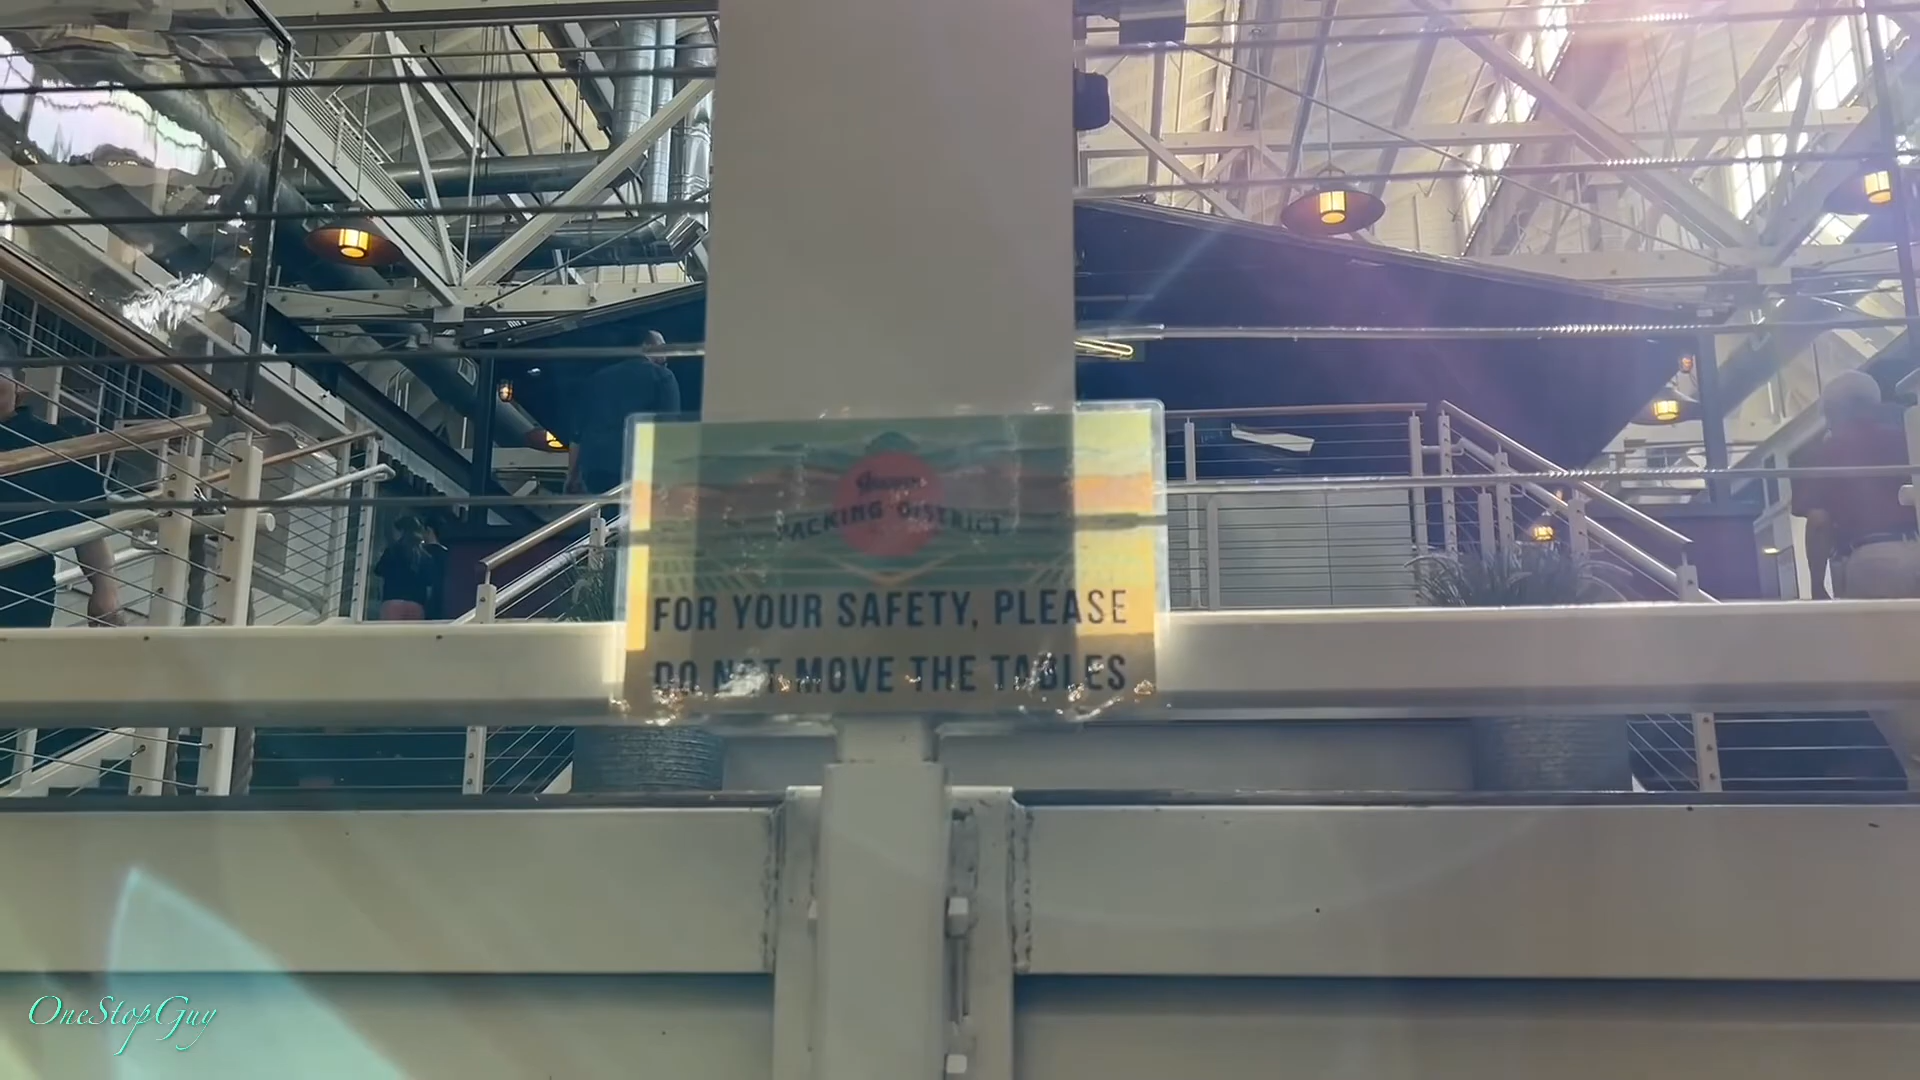 PACKING DISTRICT
FOR YOUR SAFETY, PLEASE
DO NOT MOVE THE TABLES
OneStopGuy